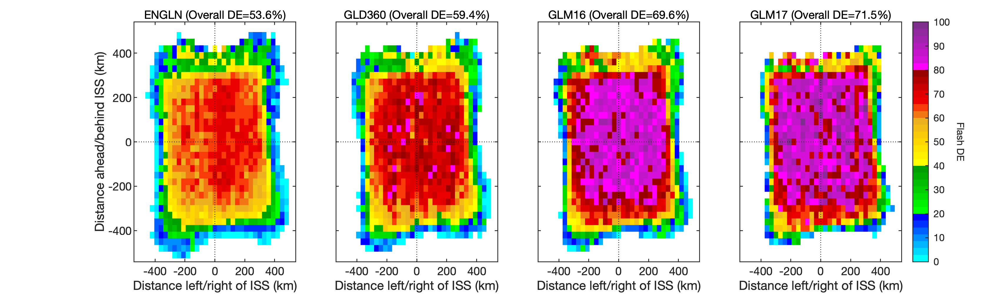 ENGLN (Overall DE=53.6%)
GLD360 (Overall DE=59.4%)
GLM16 (Overall DE=69.6%)
GLM17 (Overall DE=71.5%)
Distance ahead/behind ISS (km)
400
200
0
-200
-400
-400 -200 0 200 400
-400 -200 0 200 400
-400 -200 0 200 400
-400 -200 0 200 400
Distance left/right of ISS (km)
Distance left/right of ISS (km)
Distance left/right of ISS (km)
Distance left/right of ISS (km)
100
90
80
70
60
50
40
30
20
10
0
Flash DE